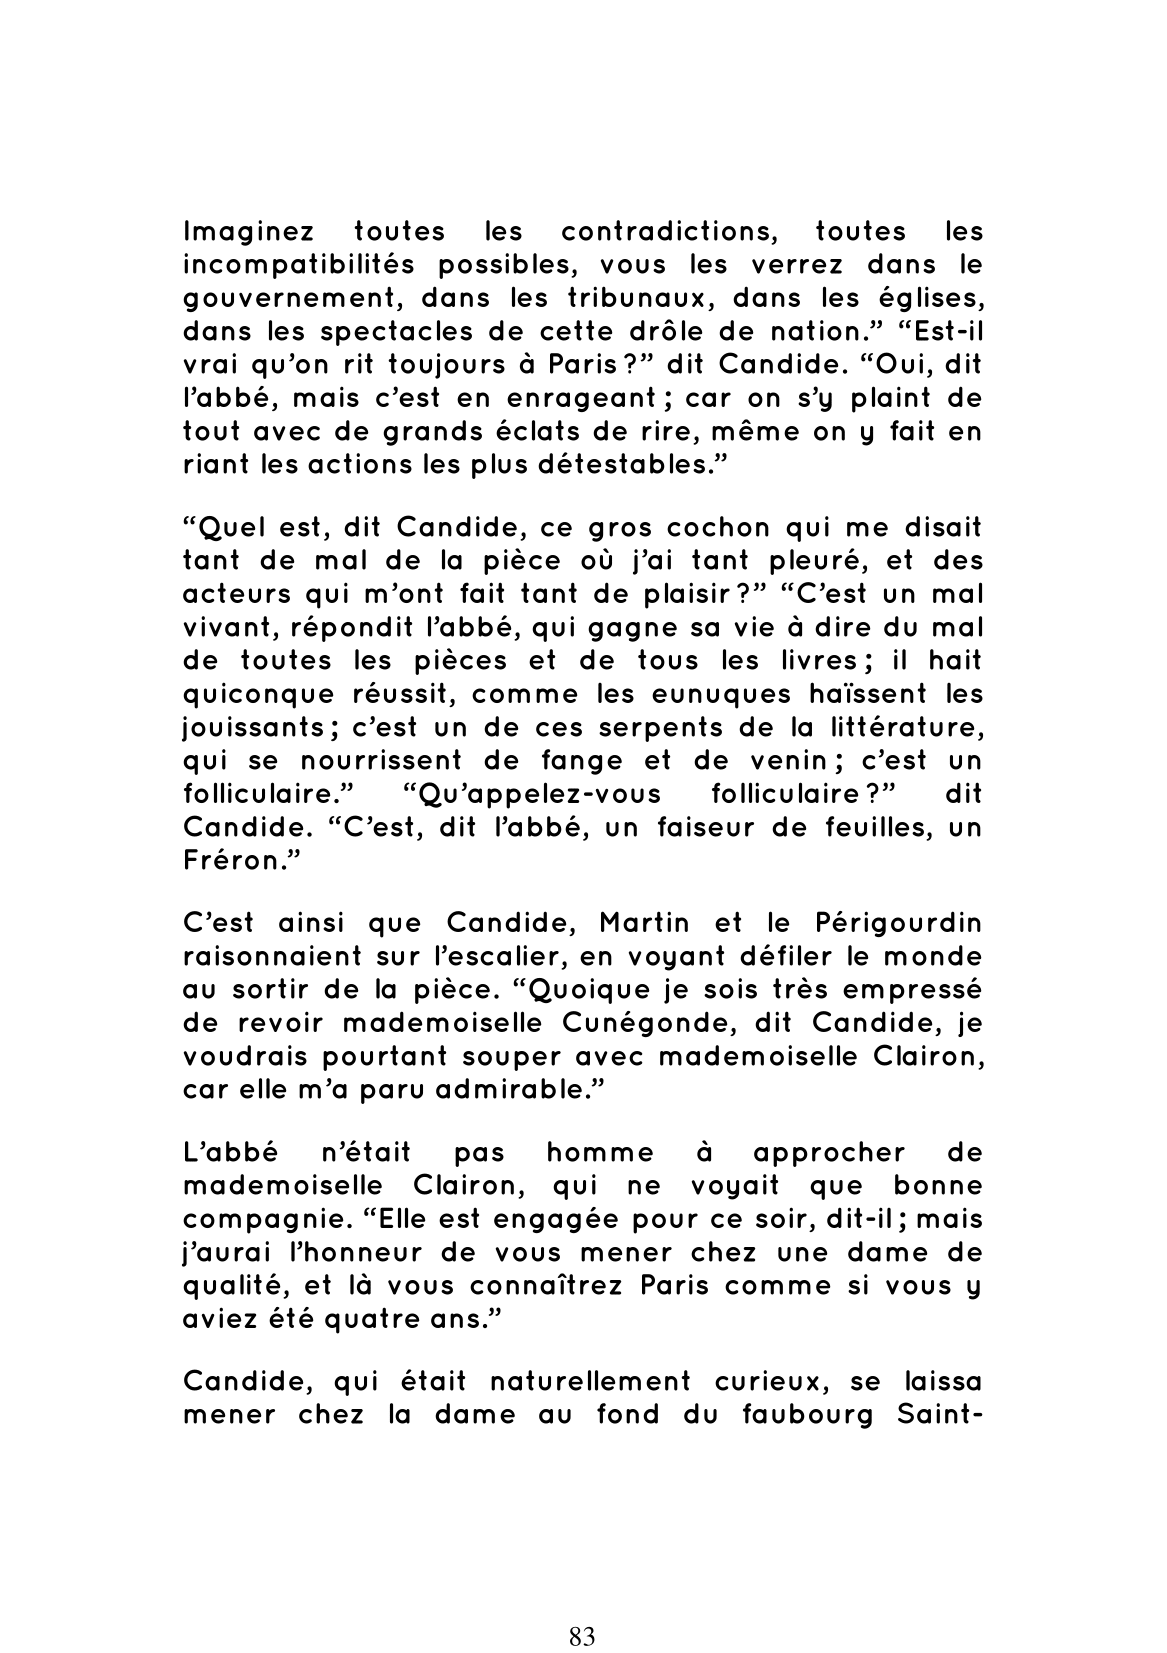 Imaginez toutes les contradictions, toutes les
incompatibilités possibles, vous les verrez dans le
gouvernement, dans les tribunaux, dans les églises,
dans les spectacles de cette drôle de nation.” “Est-il
vrai qu’on rit toujours à Paris ?” dit Candide. “Oui, dit
l’abbé, mais c’est en enrageant ; car on s’y plaint de
tout avec de grands éclats de rire, même on y fait en
riant les actions les plus détestables.”
“Quel est, dit Candide, ce gros cochon qui me disait
tant de mal de la pièce où j’ai tant pleuré, et des
acteurs qui m’ont fait tant de plaisir ?” “C’est un mal
vivant, répondit l’abbé, qui gagne sa vie à dire du mal
de toutes les pièces et de tous les livres ; il hait
quiconque réussit, comme les eunuques haïssent les
jouissants ; c’est un de ces serpents de la littérature,
qui se nourrissent de fange et de venin ; c’est un
folliculaire.” “Qu’appelez-vous folliculaire ?” dit
Candide. “C’est, dit l’abbé, un faiseur de feuilles, un
Fréron.”
C’est ainsi que Candide, Martin et le Périgourdin
raisonnaient sur l’escalier, en voyant défiler le monde
au sortir de la pièce. “Quoique je sois très empressé
de revoir mademoiselle Cunégonde, dit Candide, je
voudrais pourtant souper avec mademoiselle Clairon,
car elle m’a paru admirable.”
L’abbé n’était pas homme à approcher de
mademoiselle Clairon, qui ne voyait que bonne
compagnie. “Elle est engagée pour ce soir, dit-il ; mais
j’aurai l’honneur de vous mener chez une dame de
qualité, et là vous connaîtrez Paris comme si vous y
aviez été quatre ans.”
Candide, qui était naturellement curieux, se laissa
mener chez la dame au fond du faubourg Saint-
83